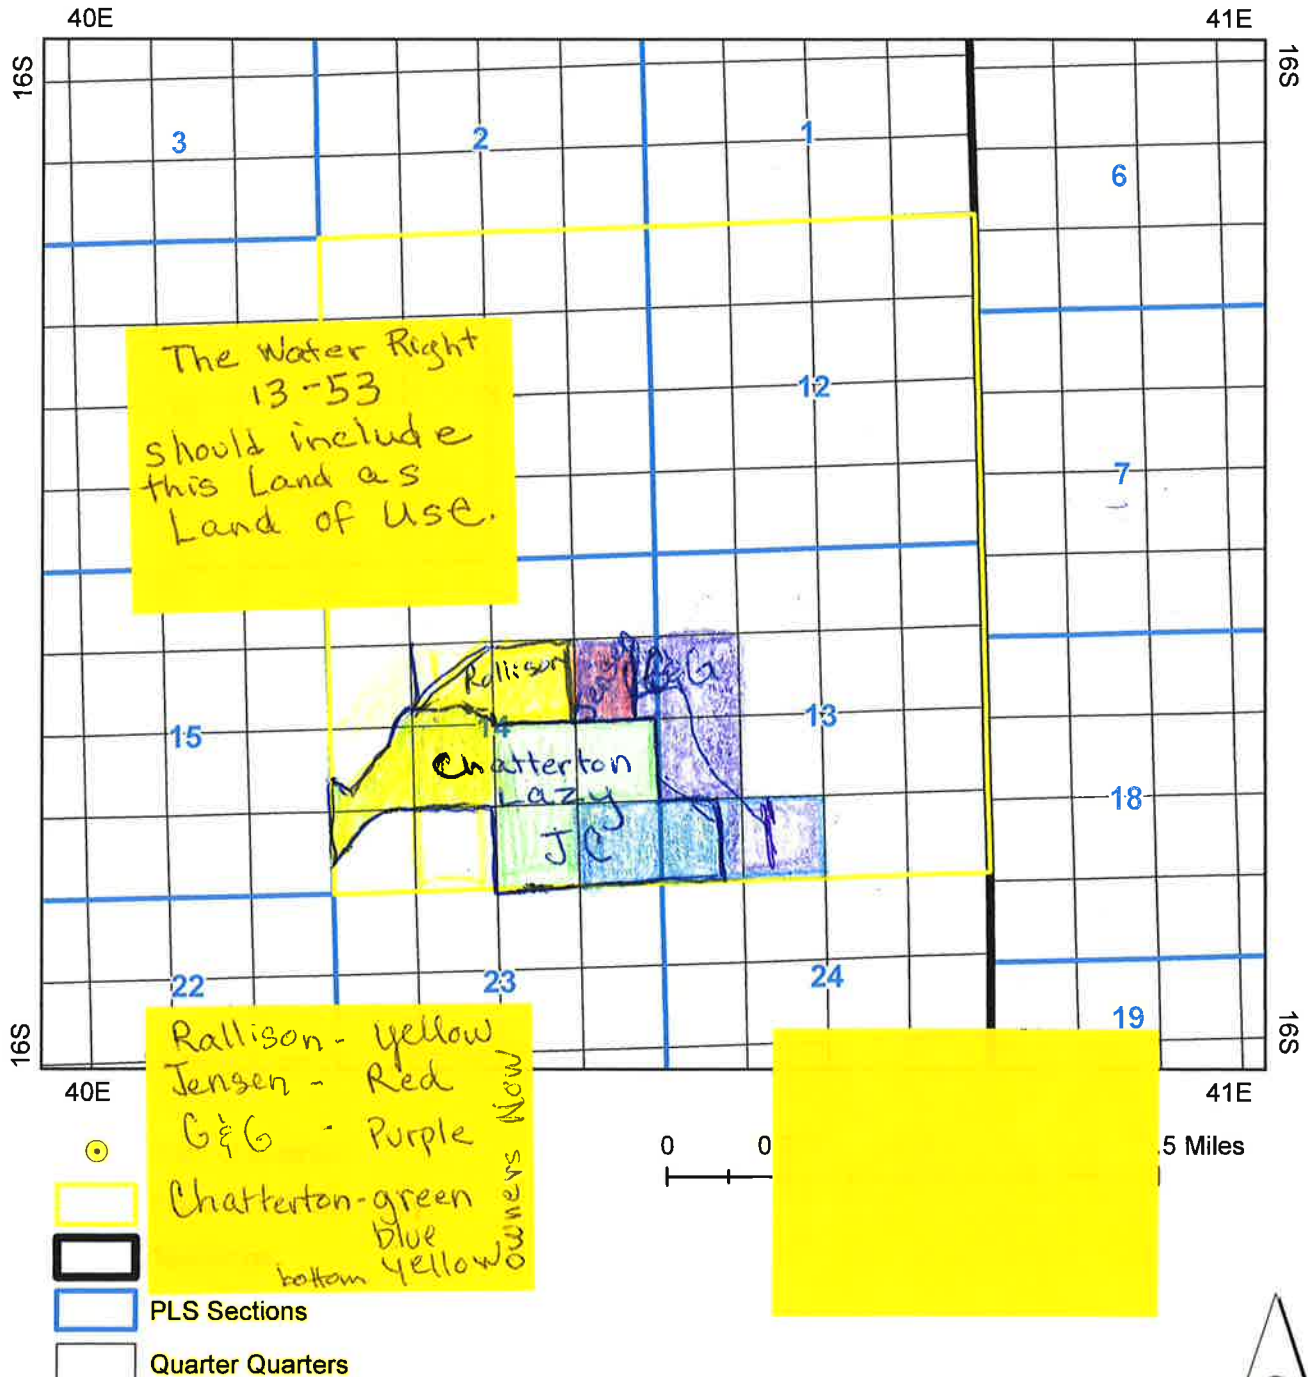 40E
41E
16S
16S
3
2
1
6
The Water Right
13-53
should include
this Land as
Land of Use.
12
7
Rallison
G&G
15
14
13
Chatterton
Lazy
JC
18
22
23
24
19
16S
16S
40E
41E
Rallison - yellow
Jensen - Red
G&G - Purple
Chatterton-green
blue
bottom yellow
owners Now
0
0
.5 Miles
PLS Sections
Quarter Quarters